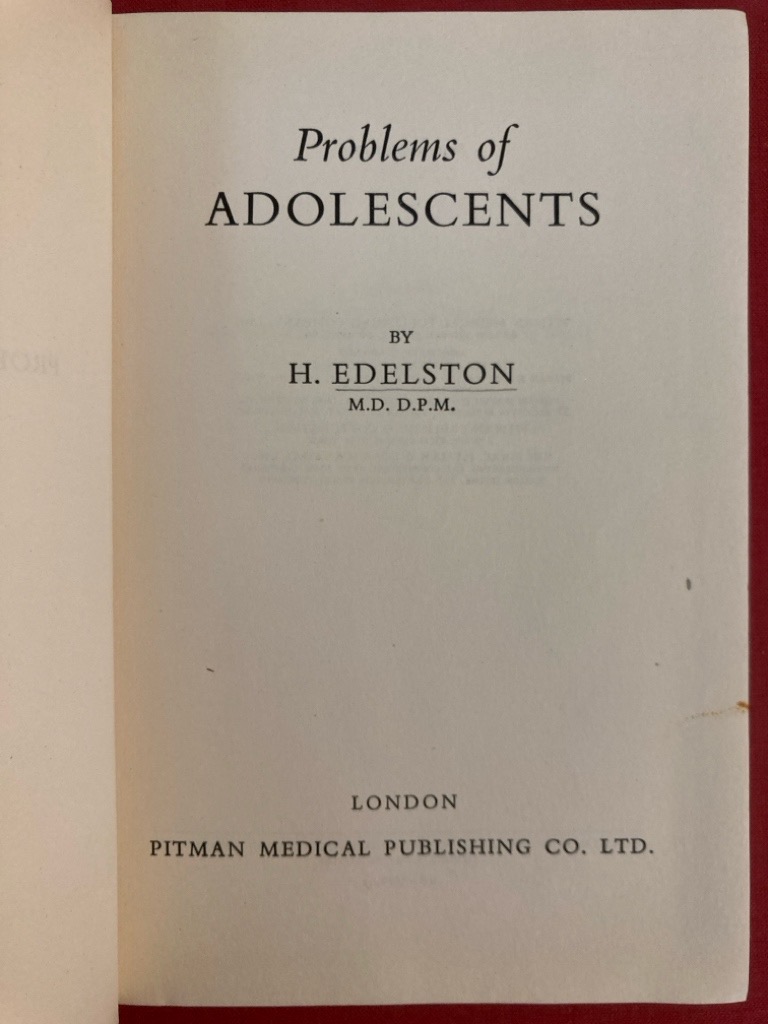 Problems of
ADOLESCENTS
BY
H. EDELSTON
M.D. D.P.M.
LONDON
PITMAN MEDICAL PUBLISHING CO. LTD.